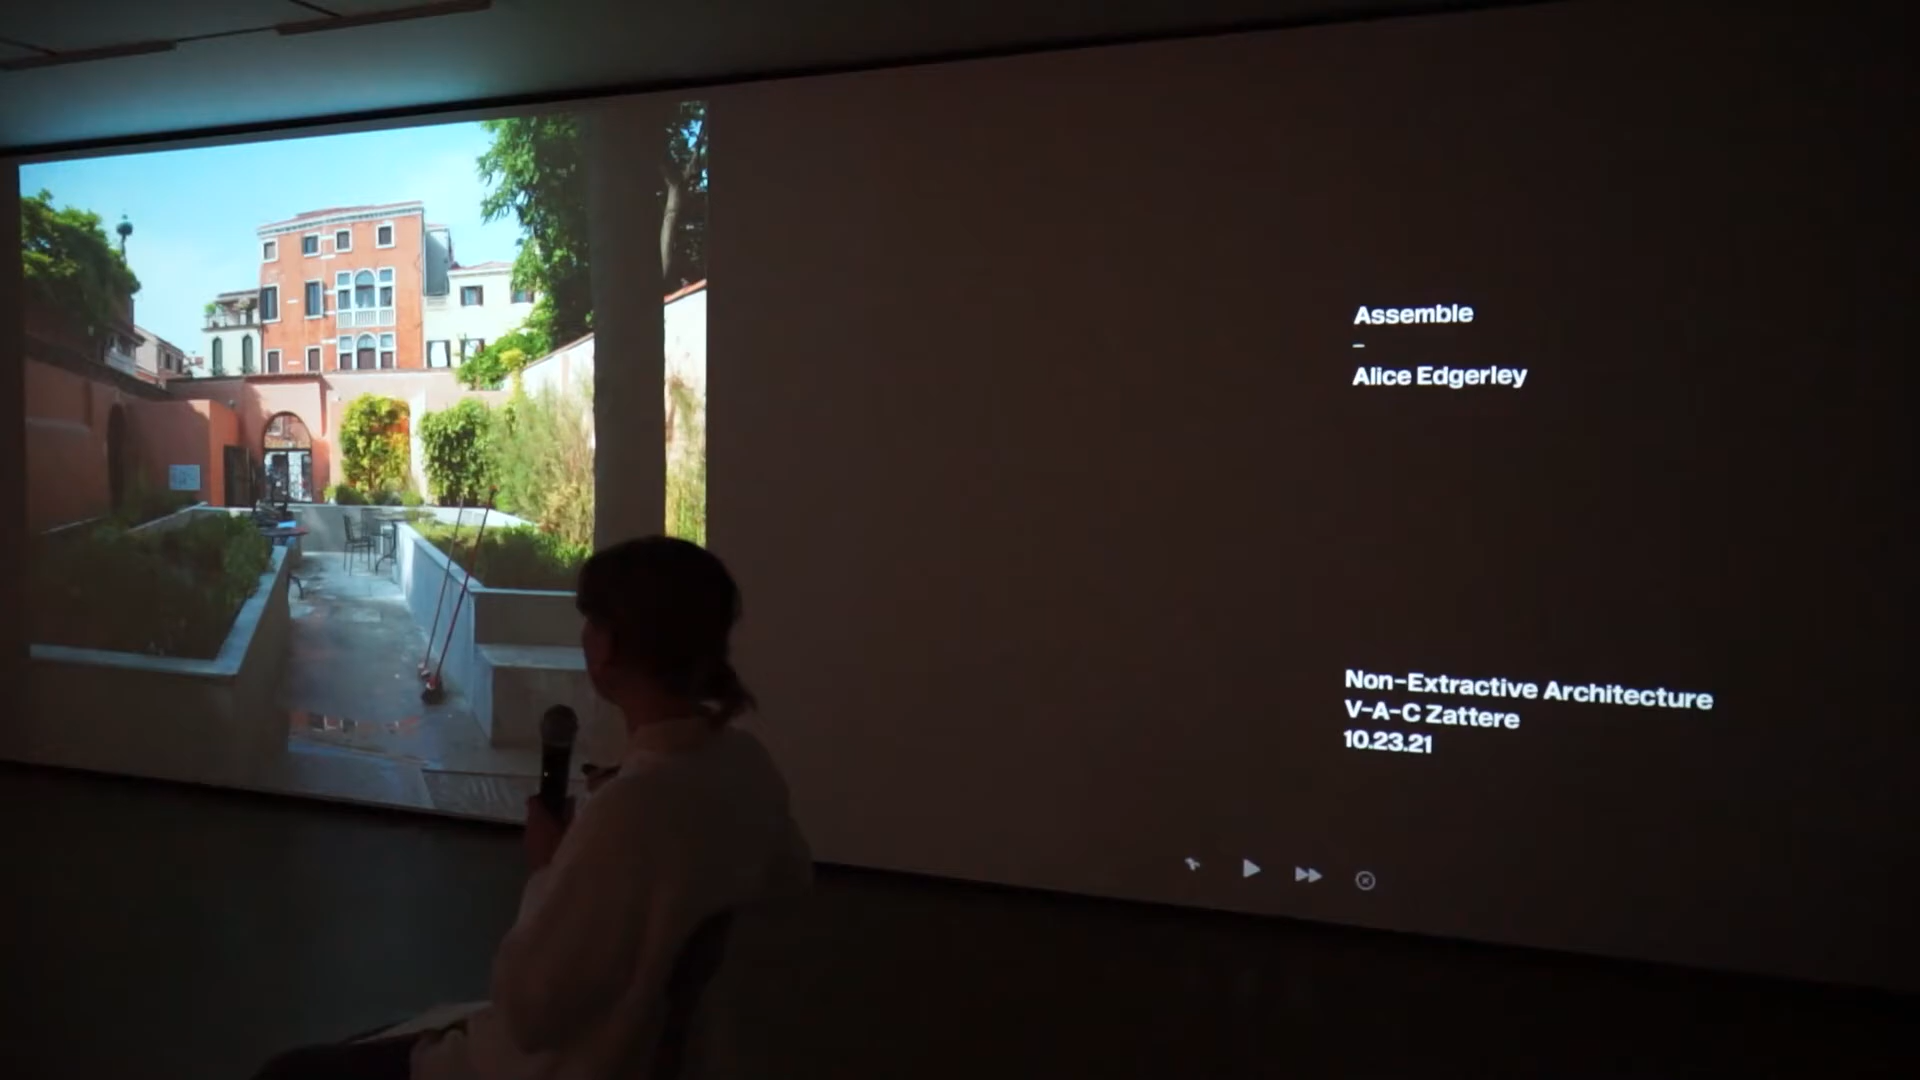 Assemble
–
Alice Edgerley
Non-Extractive Architecture
V-A-C Zattere
10.23.21